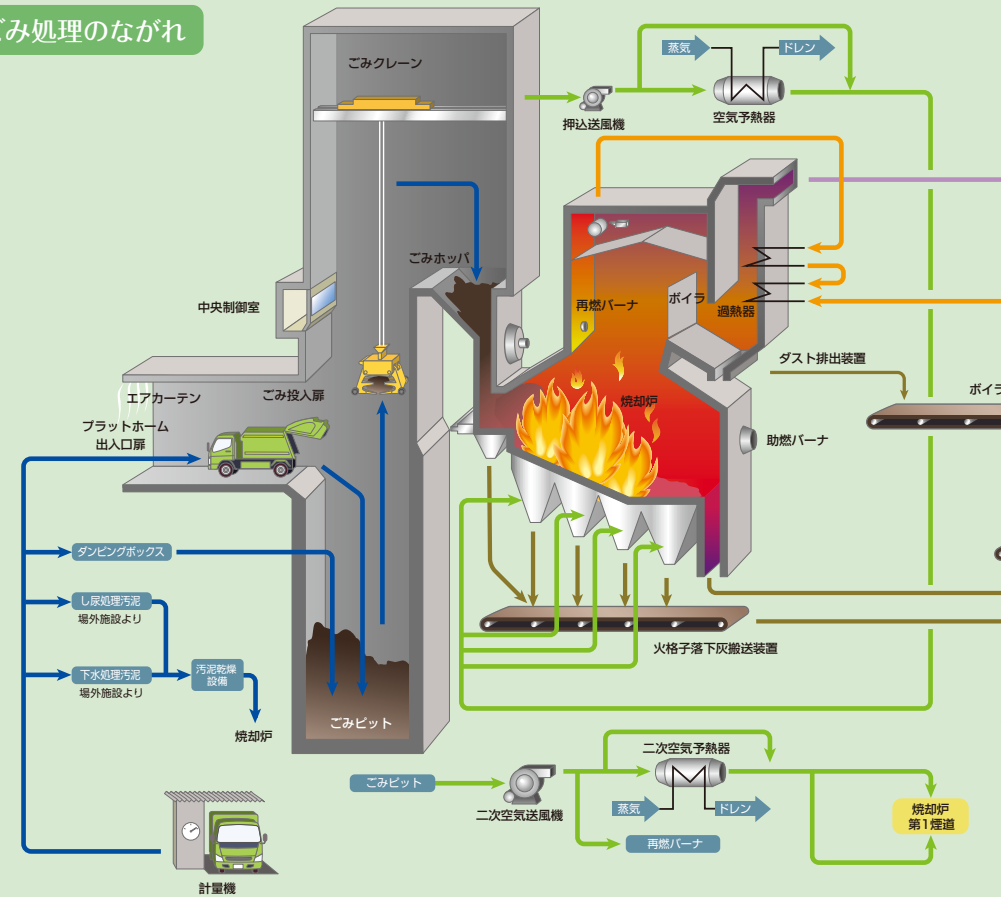 ごみ処理のながれ
ごみクレーン
蒸気
ドレン
押込送風機
空気予熱器
ごみホッパ
中央制御室
再燃バーナ
ボイラ
過熱器
ダスト排出装置
エアカーテン
ごみ投入扉
焼却炉
ボイラ
プラットホーム
出入口扉
助燃バーナ
ダンピングボックス
し尿処理汚泥
場外施設より
下水処理汚泥
場外施設より
汚泥乾燥
設備
焼却炉
ごみピット
火格子落下灰搬送装置
ごみピット
二次空気送風機
二次空気予熱器
蒸気
ドレン
再燃バーナ
焼却炉
第1煙道
計量機